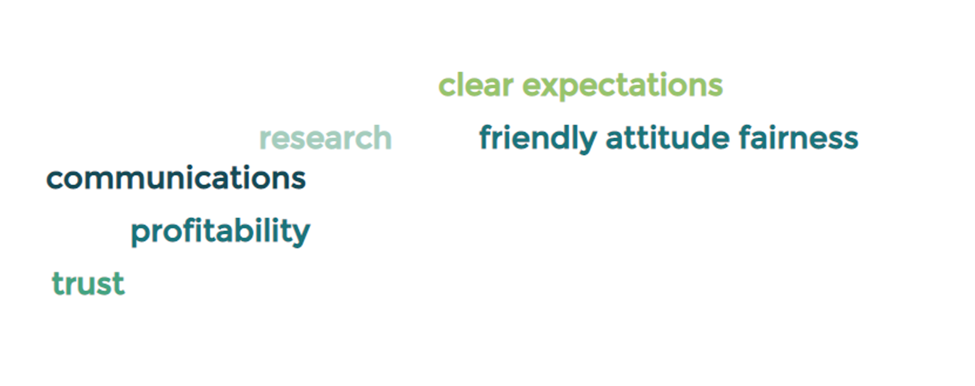 clear expectations
research
friendly attitude fairness
communications
profitability
trust